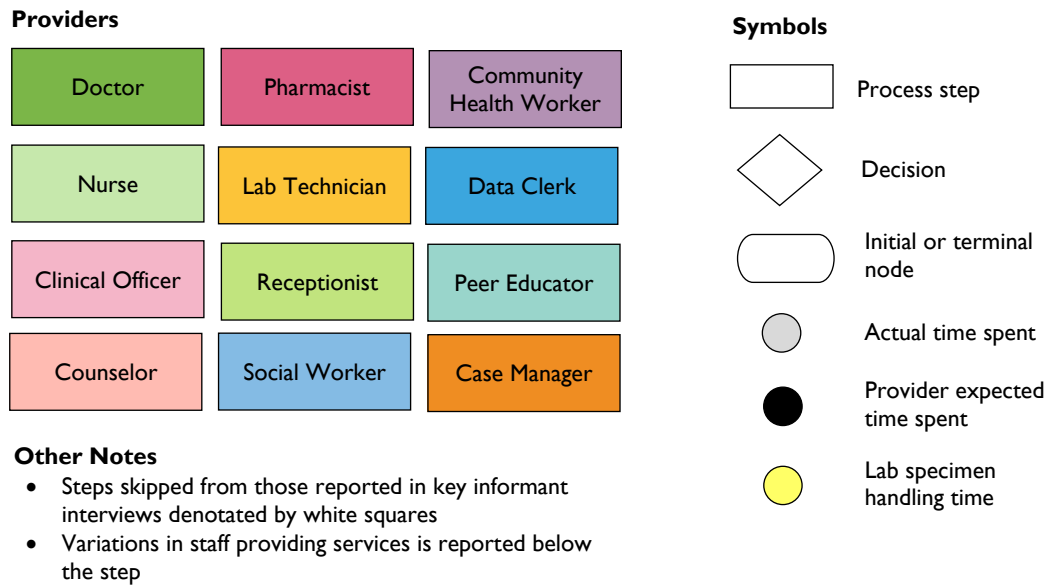 Providers
Doctor
Pharmacist
Community
Health Worker
Nurse
Lab Technician
Data Clerk
Clinical Officer
Receptionist
Peer Educator
Counselor
Social Worker
Case Manager
Other Notes
• Steps skipped from those reported in key informant
interviews denotated by white squares
• Variations in staff providing services is reported below
the step
Symbols
Process step
Decision
Initial or terminal
node
Actual time spent
Provider expected
time spent
Lab specimen
handling time